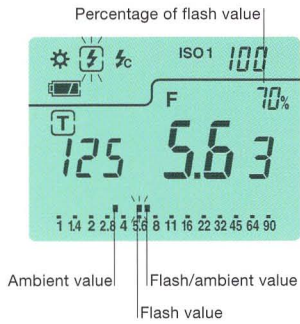 Percentage of flash value
ISO1 100
C
F 70%
T 125 5.6 3
1 1.4 2 2.8 4 5.6 8 11 16 22 32 45 64 90
Ambient value Flash/ambient value
Flash value